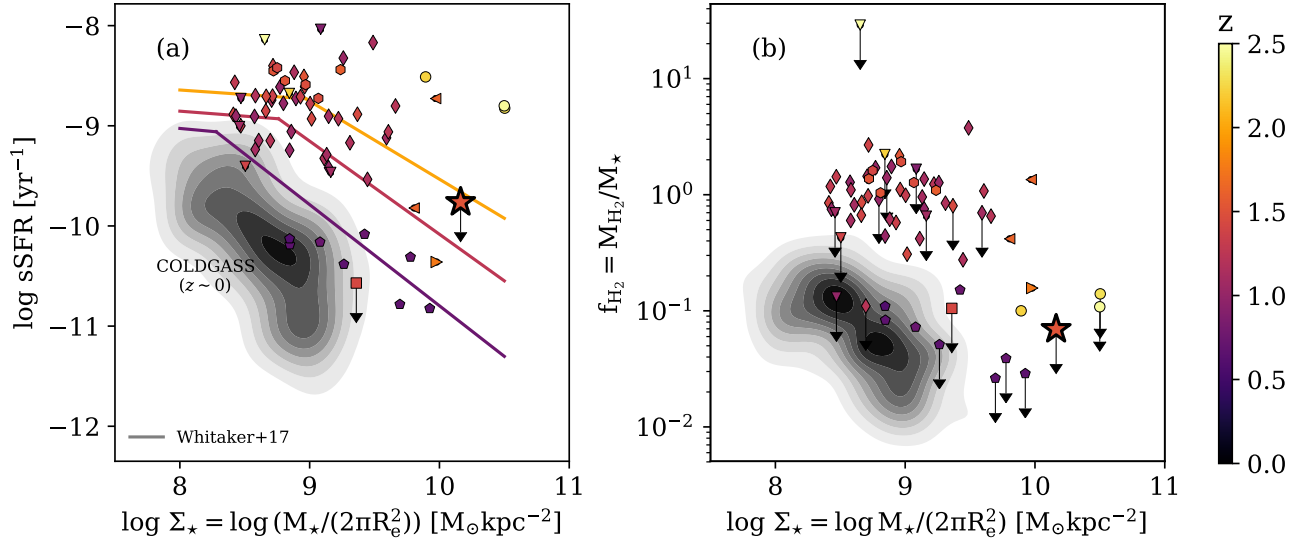 (a)
−8
−9
−10
−11
−12
log sSFR [yr⁻¹]
COLDGASS
(z ~ 0)
Whitaker+17
8 9 10 11
log Σ⋆ = log (M⋆/(2πRₑ²)) [M⊙kpc⁻²]
(b)
10¹
10⁰
10⁻¹
10⁻²
f_H₂ = M_H₂/M⋆
8 9 10 11
log Σ⋆ = log M⋆/(2πRₑ²) [M⊙kpc⁻²]
z
2.5
2.0
1.5
1.0
0.5
0.0